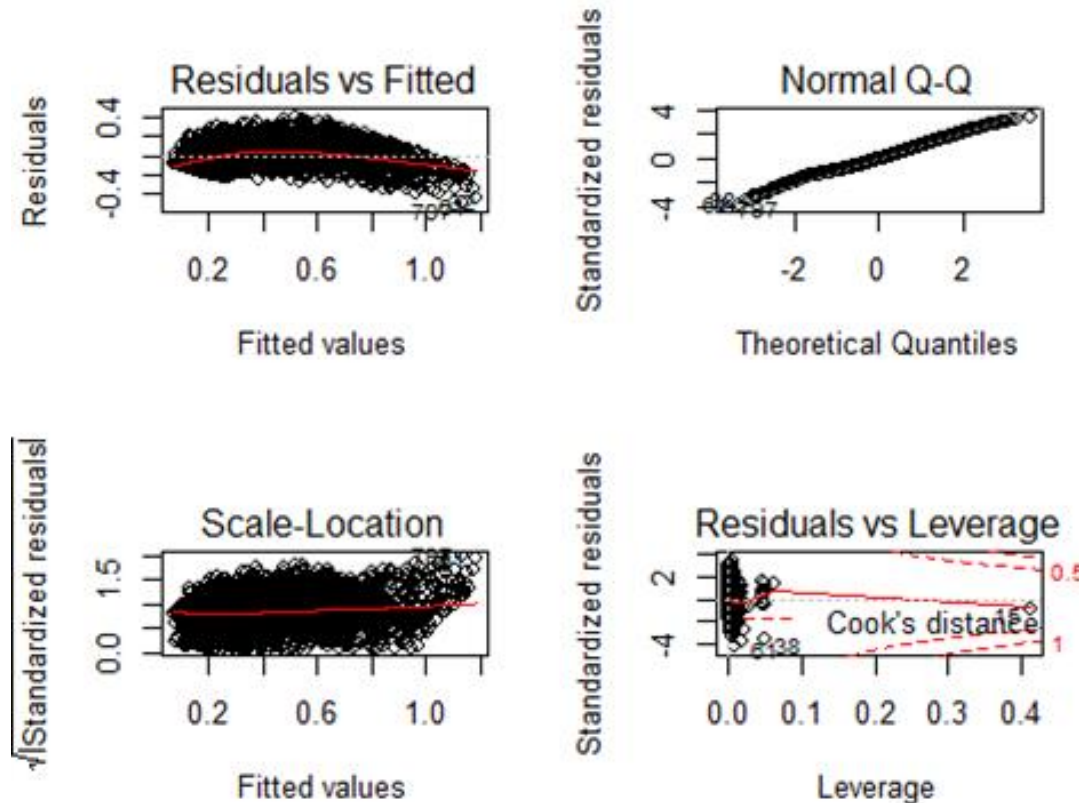 Residuals vs Fitted
Residuals
0.4
-0.4
0.2 0.6 1.0
Fitted values
Normal Q-Q
Standardized residuals
4
0
-4
-2 0 2
Theoretical Quantiles
Scale-Location
√|Standardized residuals|
1.5
0.0
0.2 0.6 1.0
Fitted values
Residuals vs Leverage
Standardized residuals
2
-4
0.5
Cook's distance
1
0.0 0.1 0.2 0.3 0.4
Leverage